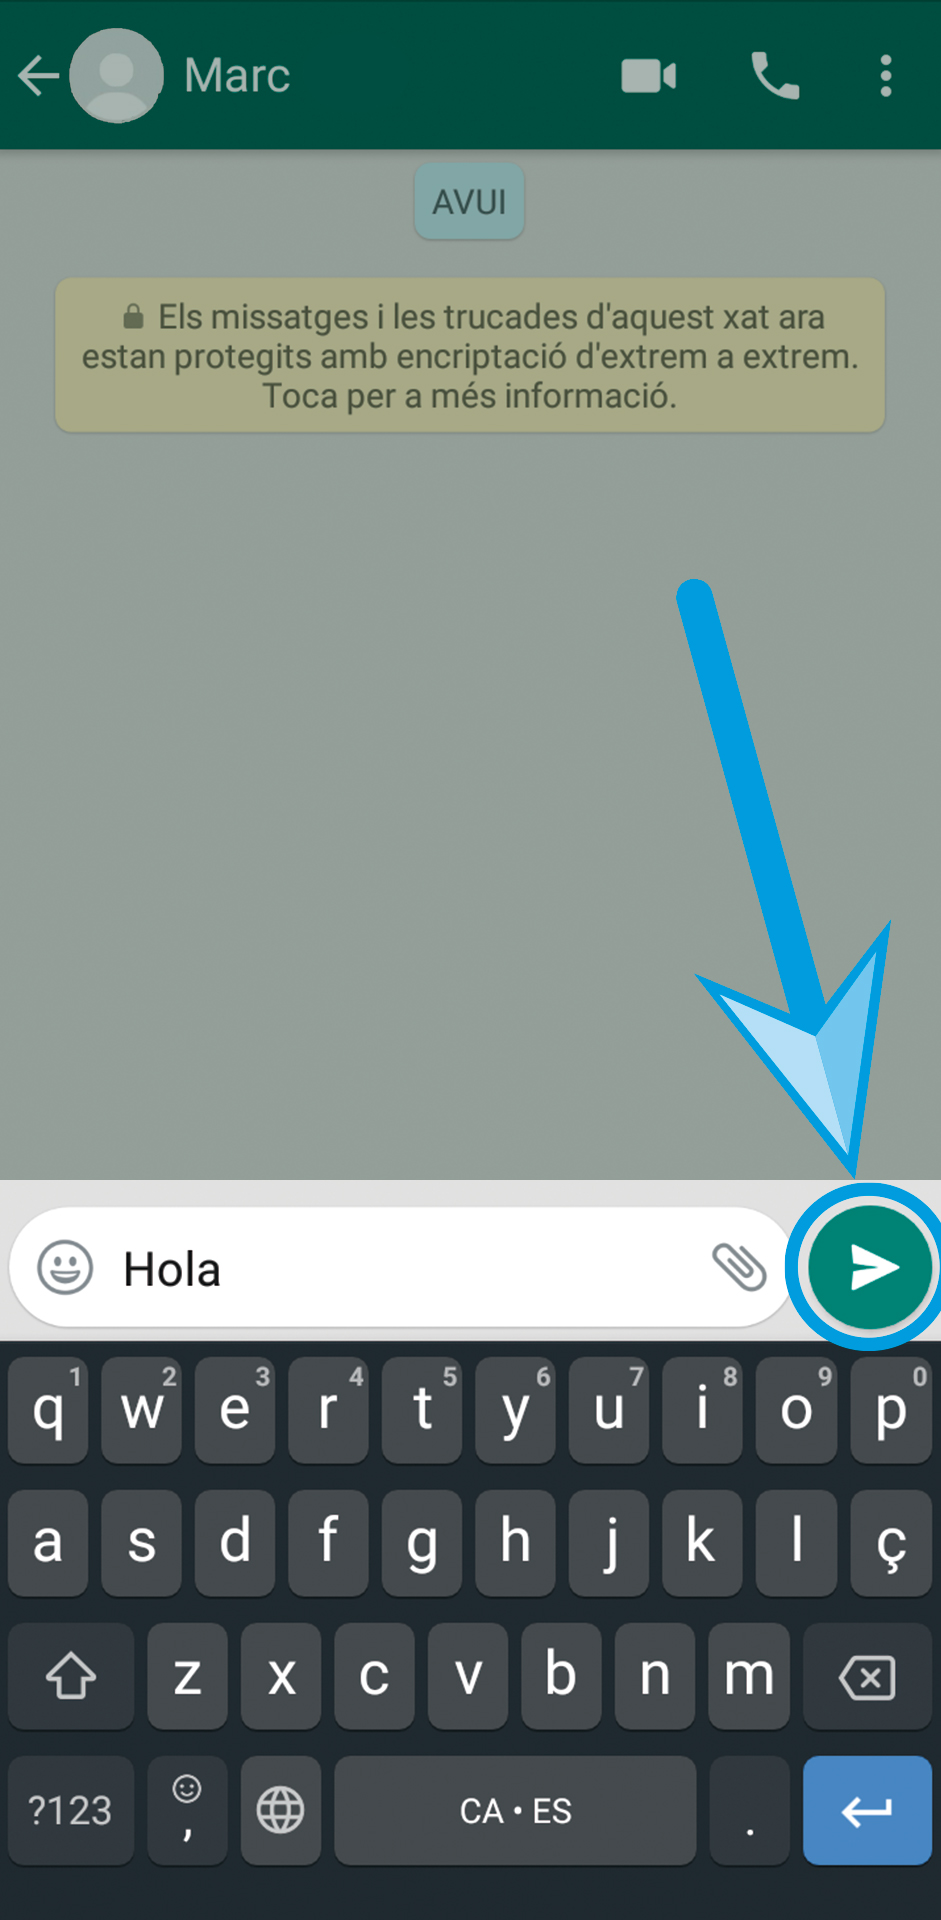 Marc
AVUI
Els missatges i les trucades d'aquest xat ara
estan protegits amb encriptació d'extrem a extrem.
Toca per a més informació.
Hola
1 2 3 4 5 6 7 8 9 0
q w e r t y u i o p
a s d f g h j k l ç
z x c v b n m
?123 , CA • ES .